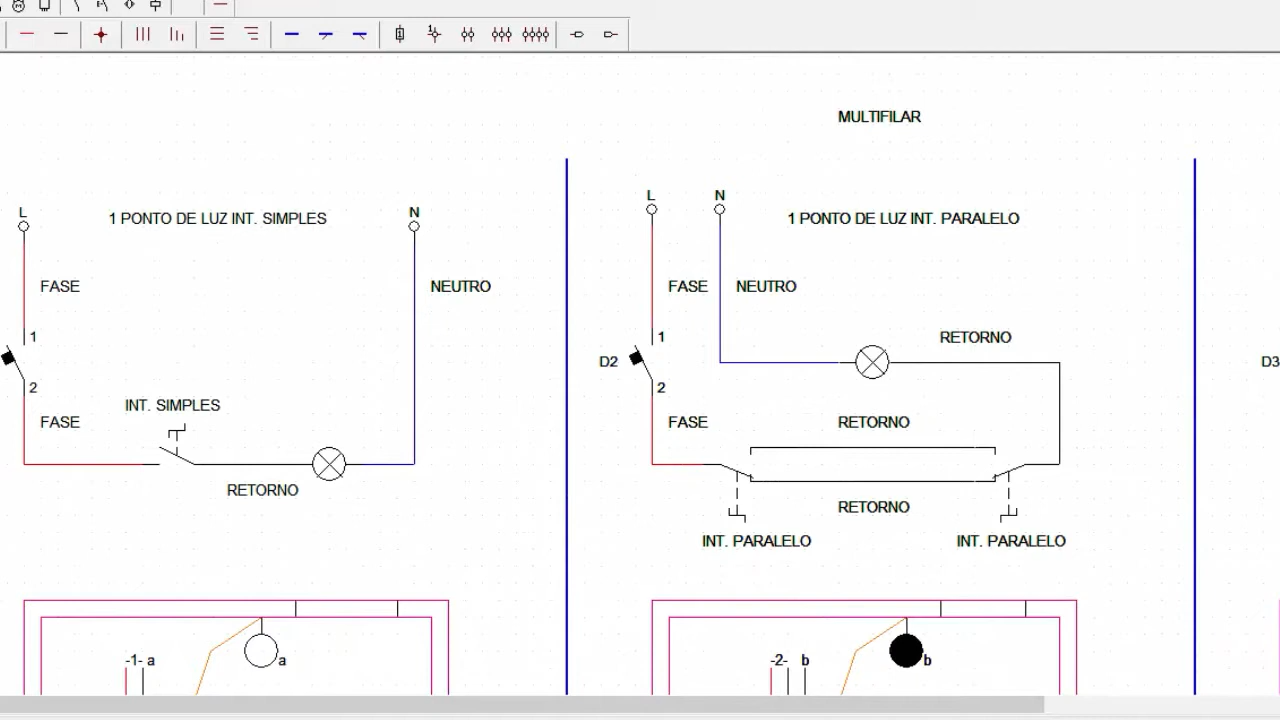 MULTIFILAR
L
1 PONTO DE LUZ INT. SIMPLES
N
FASE
NEUTRO
1
2
INT. SIMPLES
FASE
RETORNO
-1- a
a
L
N
1 PONTO DE LUZ INT. PARALELO
FASE
NEUTRO
RETORNO
D2
1
2
FASE
RETORNO
RETORNO
INT. PARALELO
INT. PARALELO
-2- b
b
D3